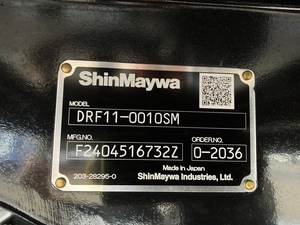 ShinMaywa
MODEL
DRF11-0010SM
MFG.NO. ORDER.NO.
F2404516732Z 0-2036
Made in Japan
203-28295-0
ShinMaywa Industries, Ltd.